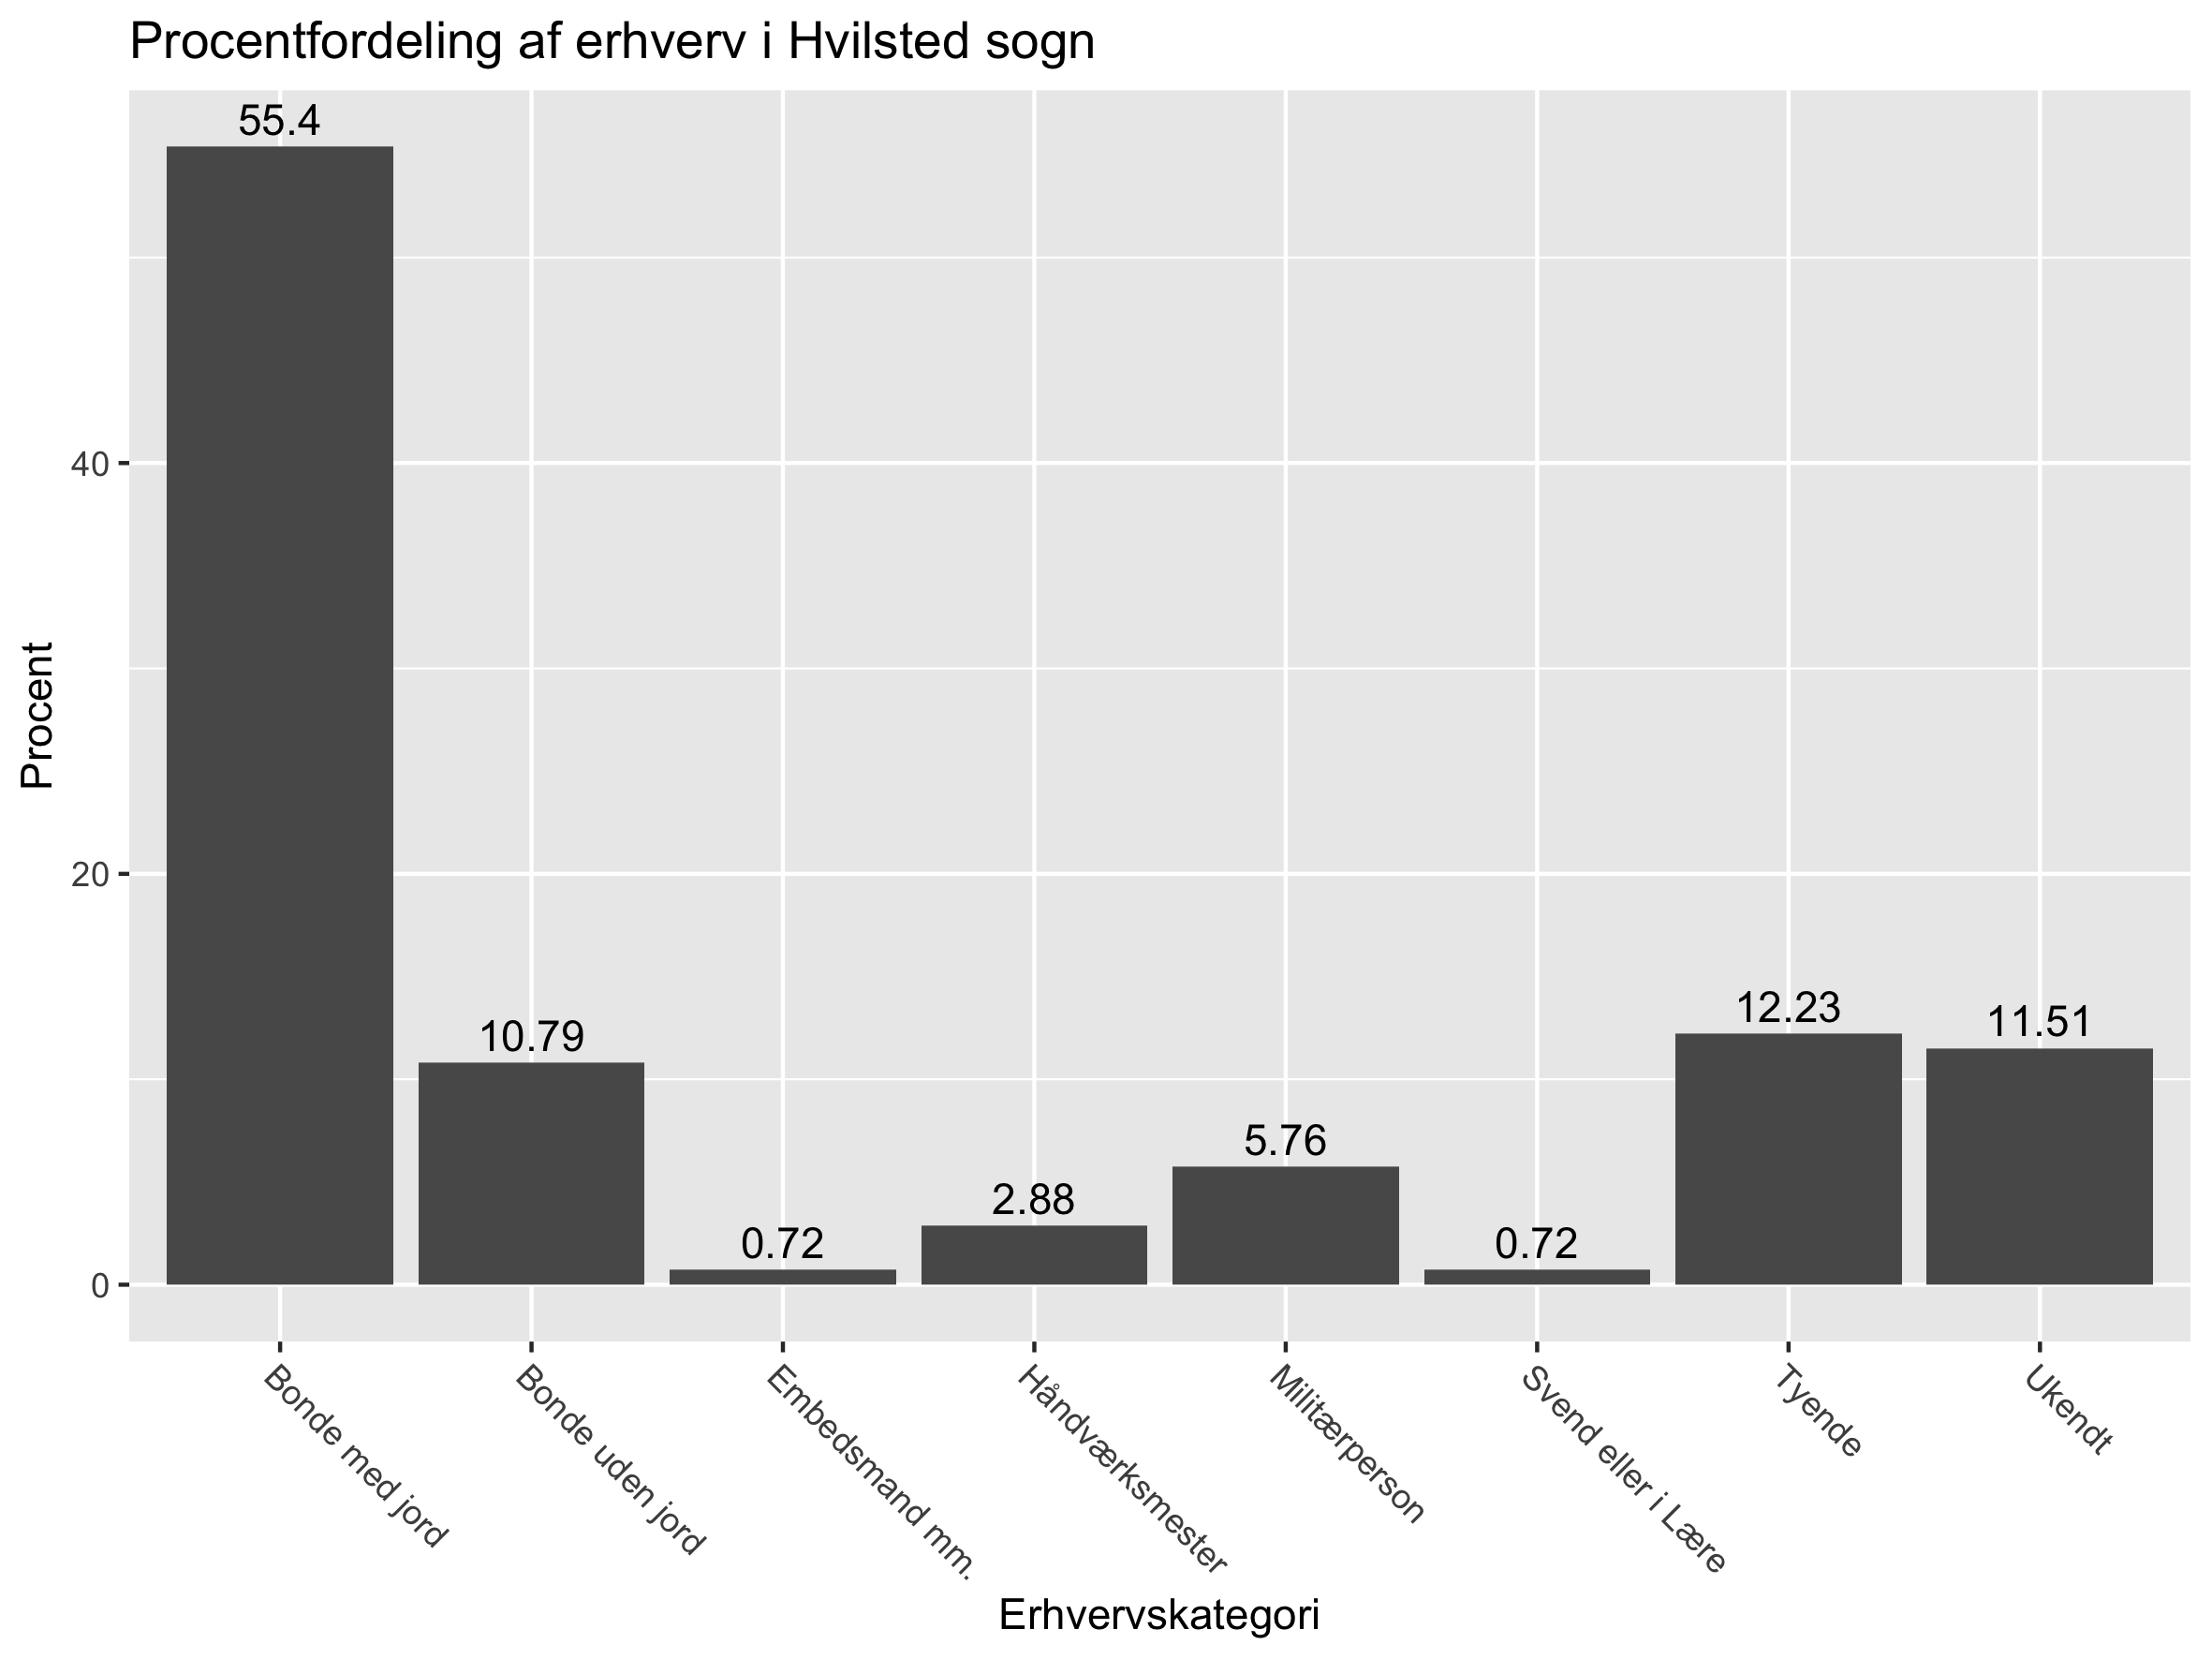 Procentfordeling af erhverv i Hvilsted sogn
Procent
40
20
0
55.4
10.79
0.72
2.88
5.76
0.72
12.23
11.51
Bonde med jord
Bonde uden jord
Embedsmand mm.
Håndværksmester
Militærperson
Svend eller i Lære
Tyende
Ukendt
Erhvervskategori